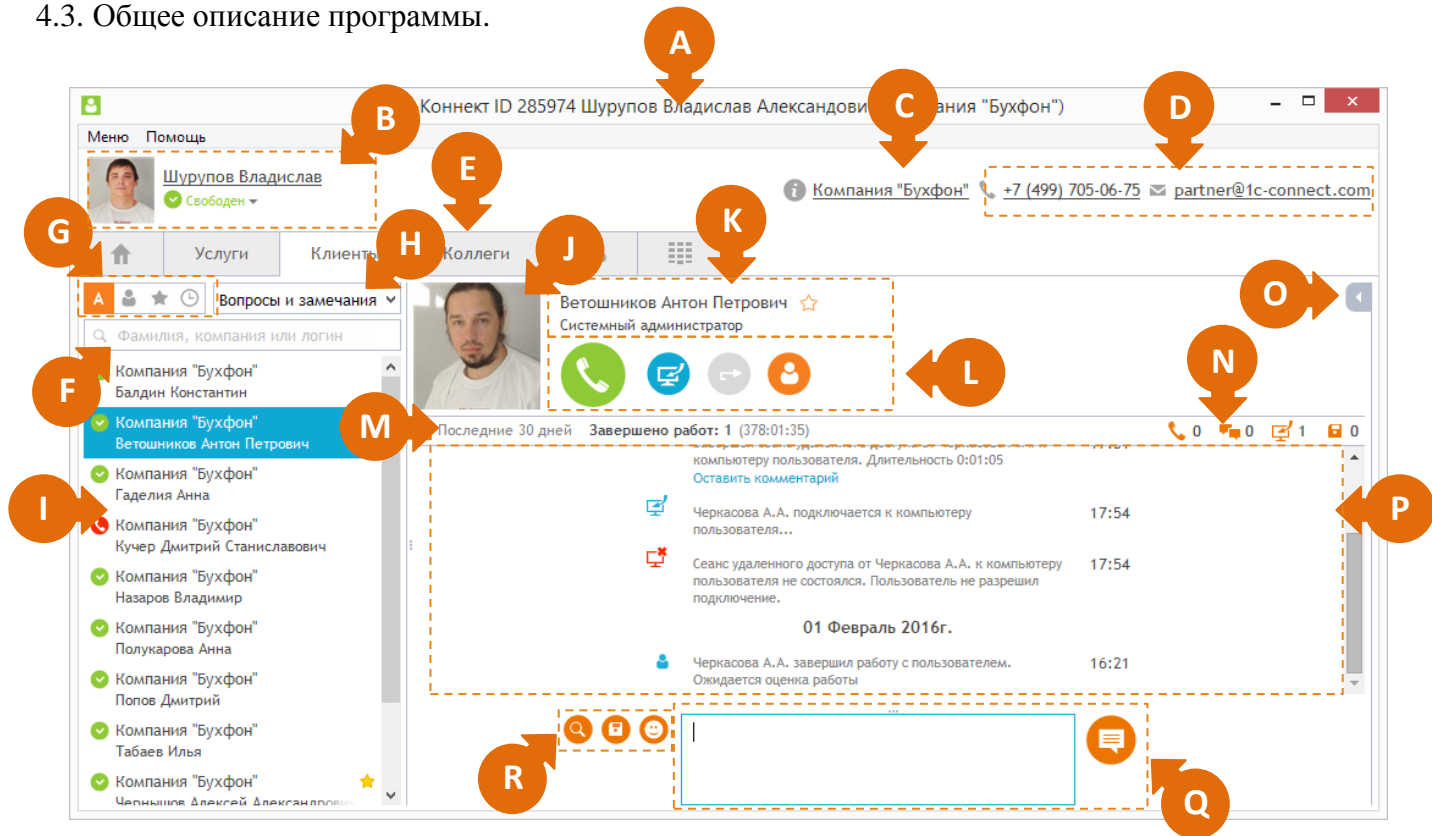 4.3. Общее описание программы.
A
Коннект ID 285974 Шурупов Владислав Александови ания "Бухфон")
B
C
D
Меню Помощь
Шурупов Владислав
Свободен
E
Компания "Бухфон" +7 (499) 705-06-75 partner@1c-connect.com
G
H
J
K
Услуги Клиенты Коллеги
O
A Вопросы и замечания
Ветошников Антон Петрович
Системный администратор
Фамилия, компания или логин
F
L
N
Компания "Бухфон"
Балдин Константин
Компания "Бухфон"
Ветошников Антон Петрович
M
Последние 30 дней Завершено работ: 1 (378:01:35) 0 0 1 0
компьютеру пользователя. Длительность 0:01:05
Оставить комментарий
Компания "Бухфон"
Гаделия Анна
I
P
Черкасова А.А. подключается к компьютеру 17:54
пользователя...
Компания "Бухфон"
Кучер Дмитрий Станиславович
Сеанс удаленного доступа от Черкасова А.А. к компьютеру 17:54
пользователя не состоялся. Пользователь не разрешил
подключение.
Компания "Бухфон"
Назаров Владимир
01 Февраль 2016г.
Компания "Бухфон"
Полукарова Анна
Черкасова А.А. завершил работу с пользователем. 16:21
Ожидается оценка работы
Компания "Бухфон"
Попов Дмитрий
Компания "Бухфон"
Табаев Илья
R
Q
Компания "Бухфон"
Чернышов Алексей Александрови